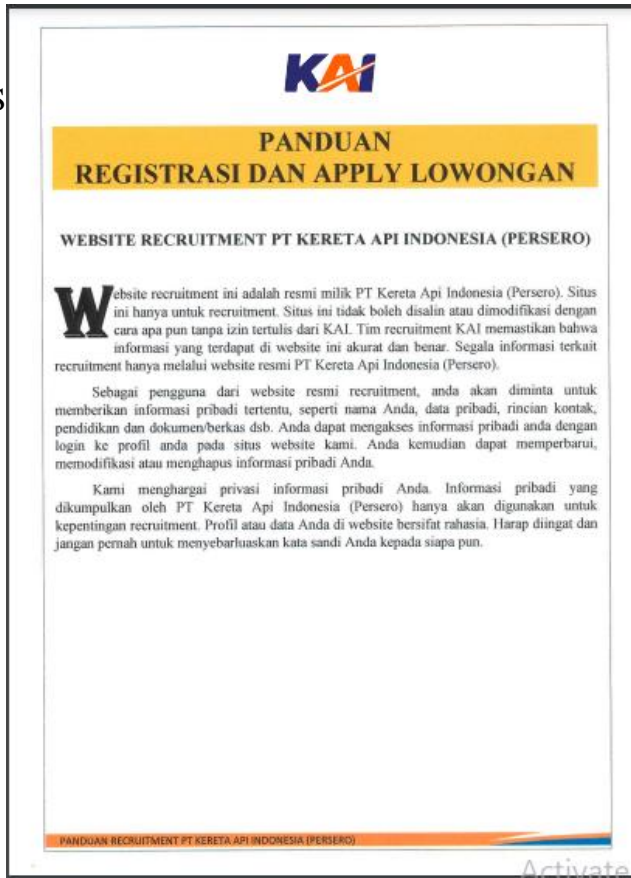 S
KAI
PANDUAN
REGISTRASI DAN APPLY LOWONGAN
WEBSITE RECRUITMENT PT KERETA API INDONESIA (PERSERO)
Website recruitment ini adalah resmi milik PT Kereta Api Indonesia (Persero). Situs
ini hanya untuk recruitment. Situs ini tidak boleh disalin atau dimodifikasi dengan
cara apa pun tanpa izin tertulis dari KAI. Tim recruitment KAI memastikan bahwa
informasi yang terdapat di website ini akurat dan benar. Segala informasi terkait
recruitment hanya melalui website resmi PT Kereta Api Indonesia (Persero).
Sebagai pengguna dari website resmi recruitment, anda akan diminta untuk
memberikan informasi pribadi tertentu, seperti nama Anda, data pribadi, rincian kontak,
pendidikan dan dokumen/berkas dsb. Anda dapat mengakses informasi pribadi anda dengan
login ke profil anda pada situs website kami. Anda kemudian dapat memperbarui,
memodifikasi atau menghapus informasi pribadi Anda.
Kami menghargai privasi informasi pribadi Anda. Informasi pribadi yang
dikumpulkan oleh PT Kereta Api Indonesia (Persero) hanya akan digunakan untuk
kepentingan recruitment. Profil atau data Anda di website bersifat rahasia. Harap diingat dan
jangan pernah untuk menyebarluaskan kata sandi Anda kepada siapa pun.
PANDUAN RECRUITMENT PT KERETA API INDONESIA (PERSERO)
Activate